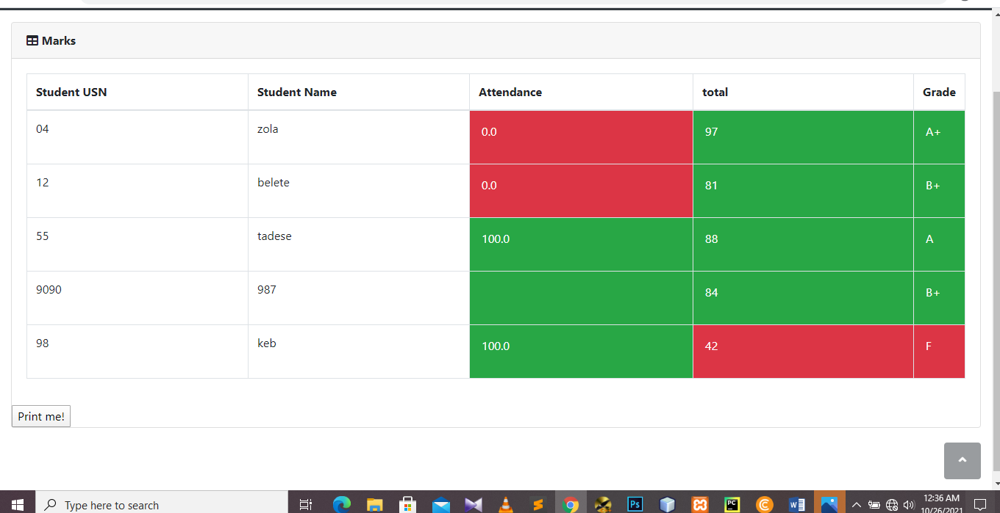 Marks
Student USN Student Name Attendance total Grade
04 zola 0.0 97 A+
12 belete 0.0 81 B+
55 tadese 100.0 88 A
9090 987 84 B+
98 keb 100.0 42 F
Print me!
Type here to search
Ps
PC
W
12:36 AM
10/26/2021